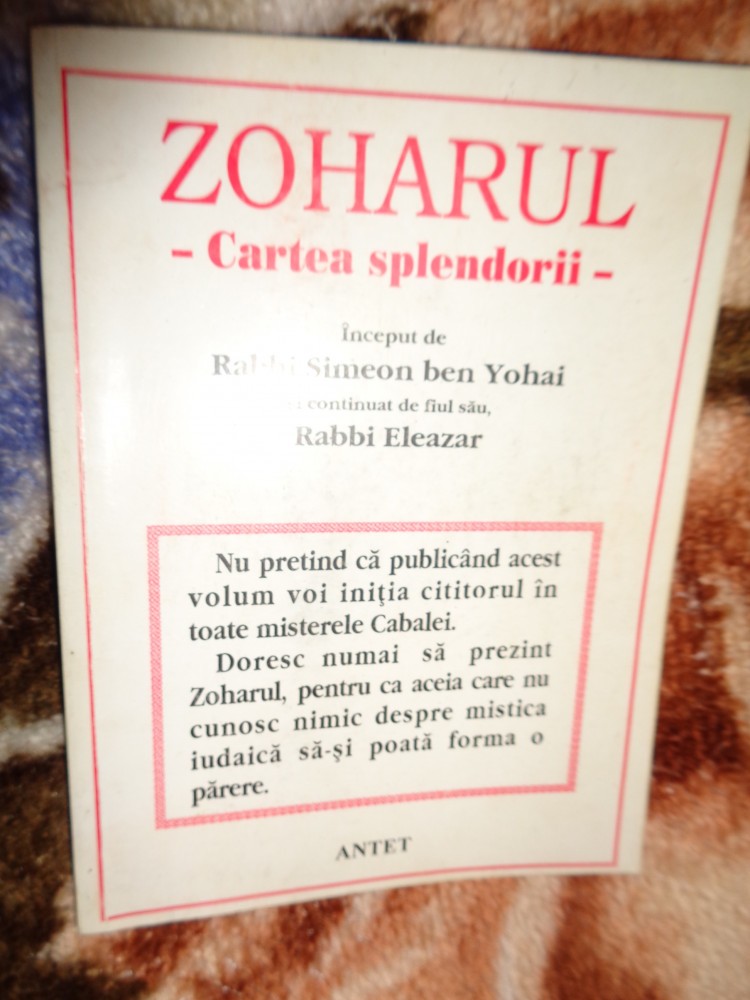 ZOHARUL
– Cartea splendorii –
Început de
Rabbi Simeon ben Yohai
continuat de fiul său,
Rabbi Eleazar
Nu pretind că publicând acest
volum voi iniţia cititorul în
toate misterele Cabalei.
Doresc numai să prezint
Zoharul, pentru ca aceia care nu
cunosc nimic despre mistica
iudaică să-şi poată forma o
părere.
ANTET